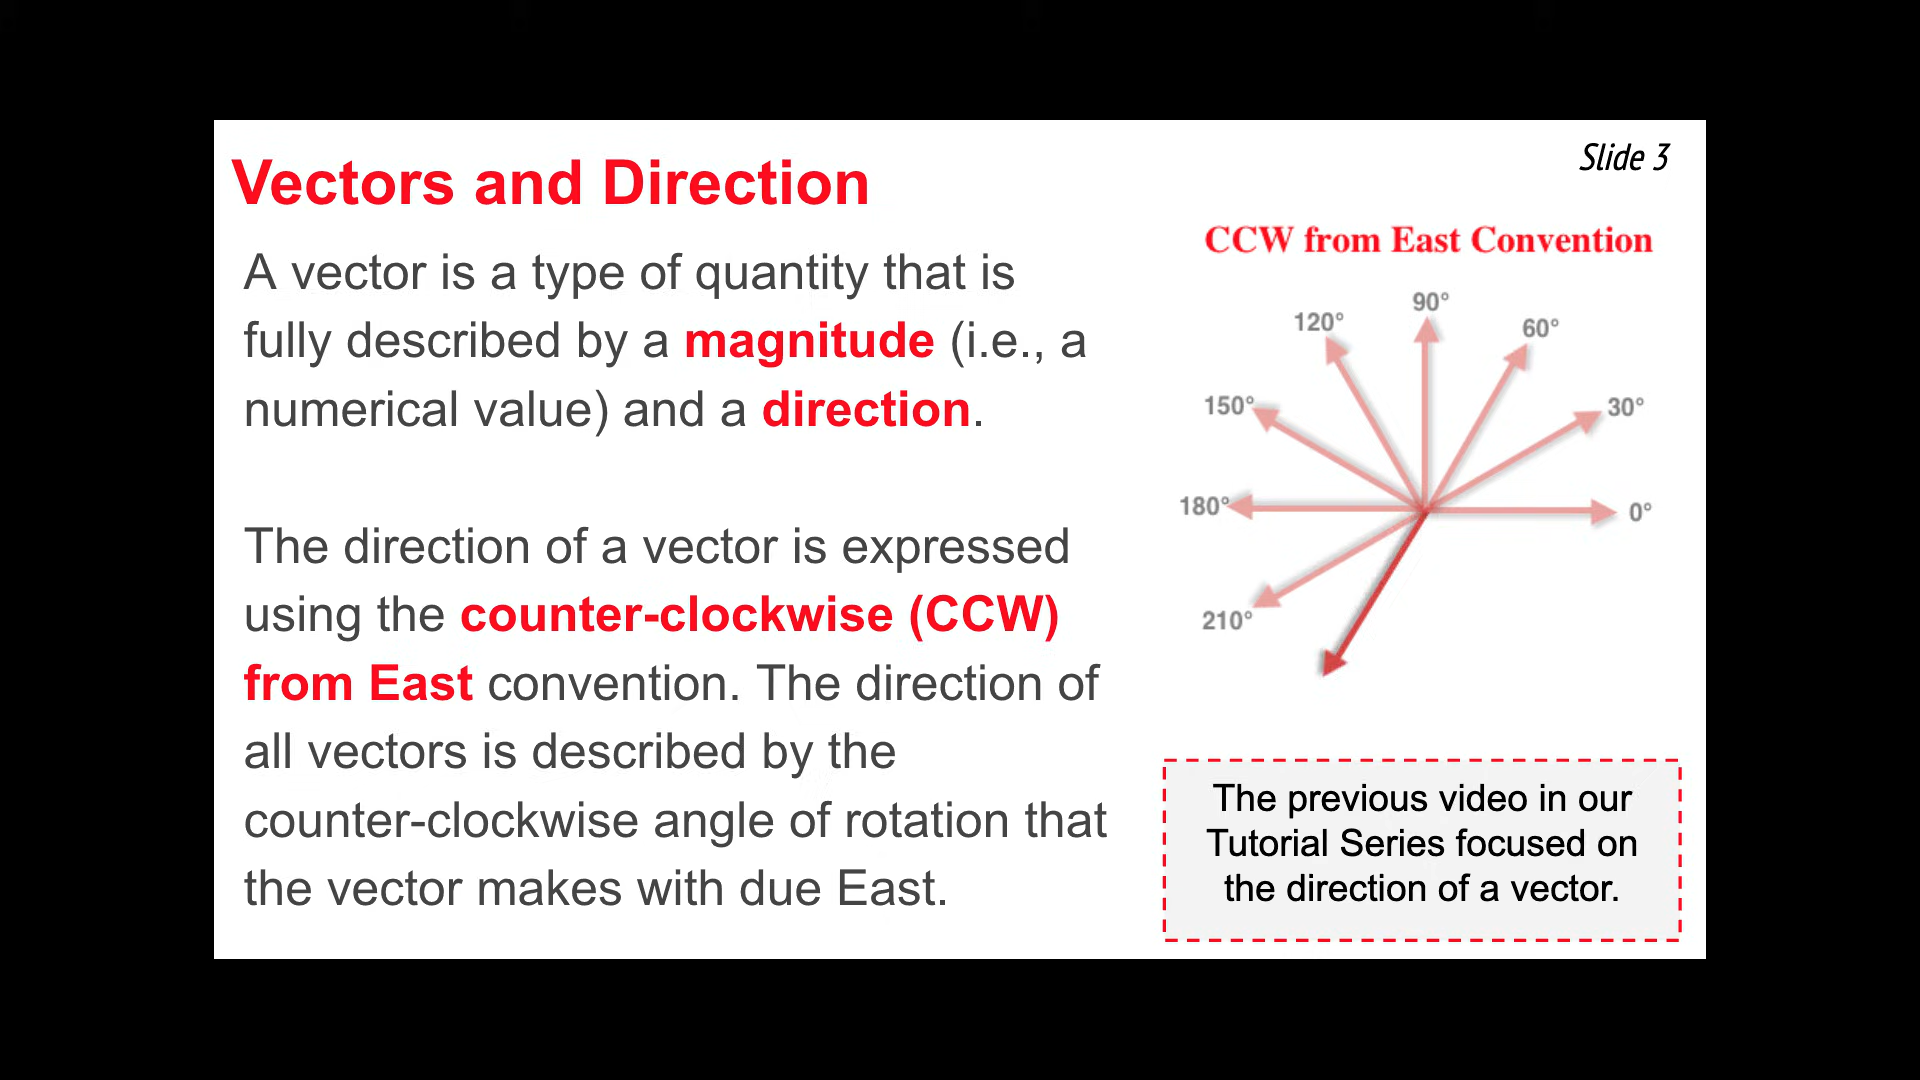 Slide 3
Vectors and Direction
A vector is a type of quantity that is
fully described by a magnitude (i.e., a
numerical value) and a direction.
The direction of a vector is expressed
using the counter-clockwise (CCW)
from East convention. The direction of
all vectors is described by the
counter-clockwise angle of rotation that
the vector makes with due East.
CCW from East Convention
90°
120°
60°
150°
30°
180°
0°
210°
The previous video in our
Tutorial Series focused on
the direction of a vector.